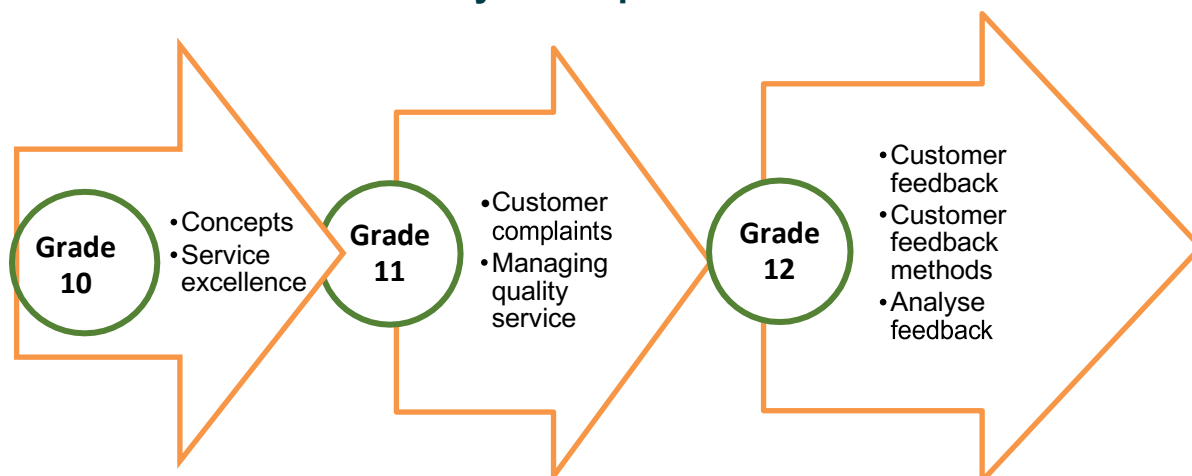 Grade
10
•Concepts
•Service
excellence
Grade
11
•Customer
complaints
•Managing
quality
service
Grade
12
•Customer
feedback
•Customer
feedback
methods
•Analyse
feedback